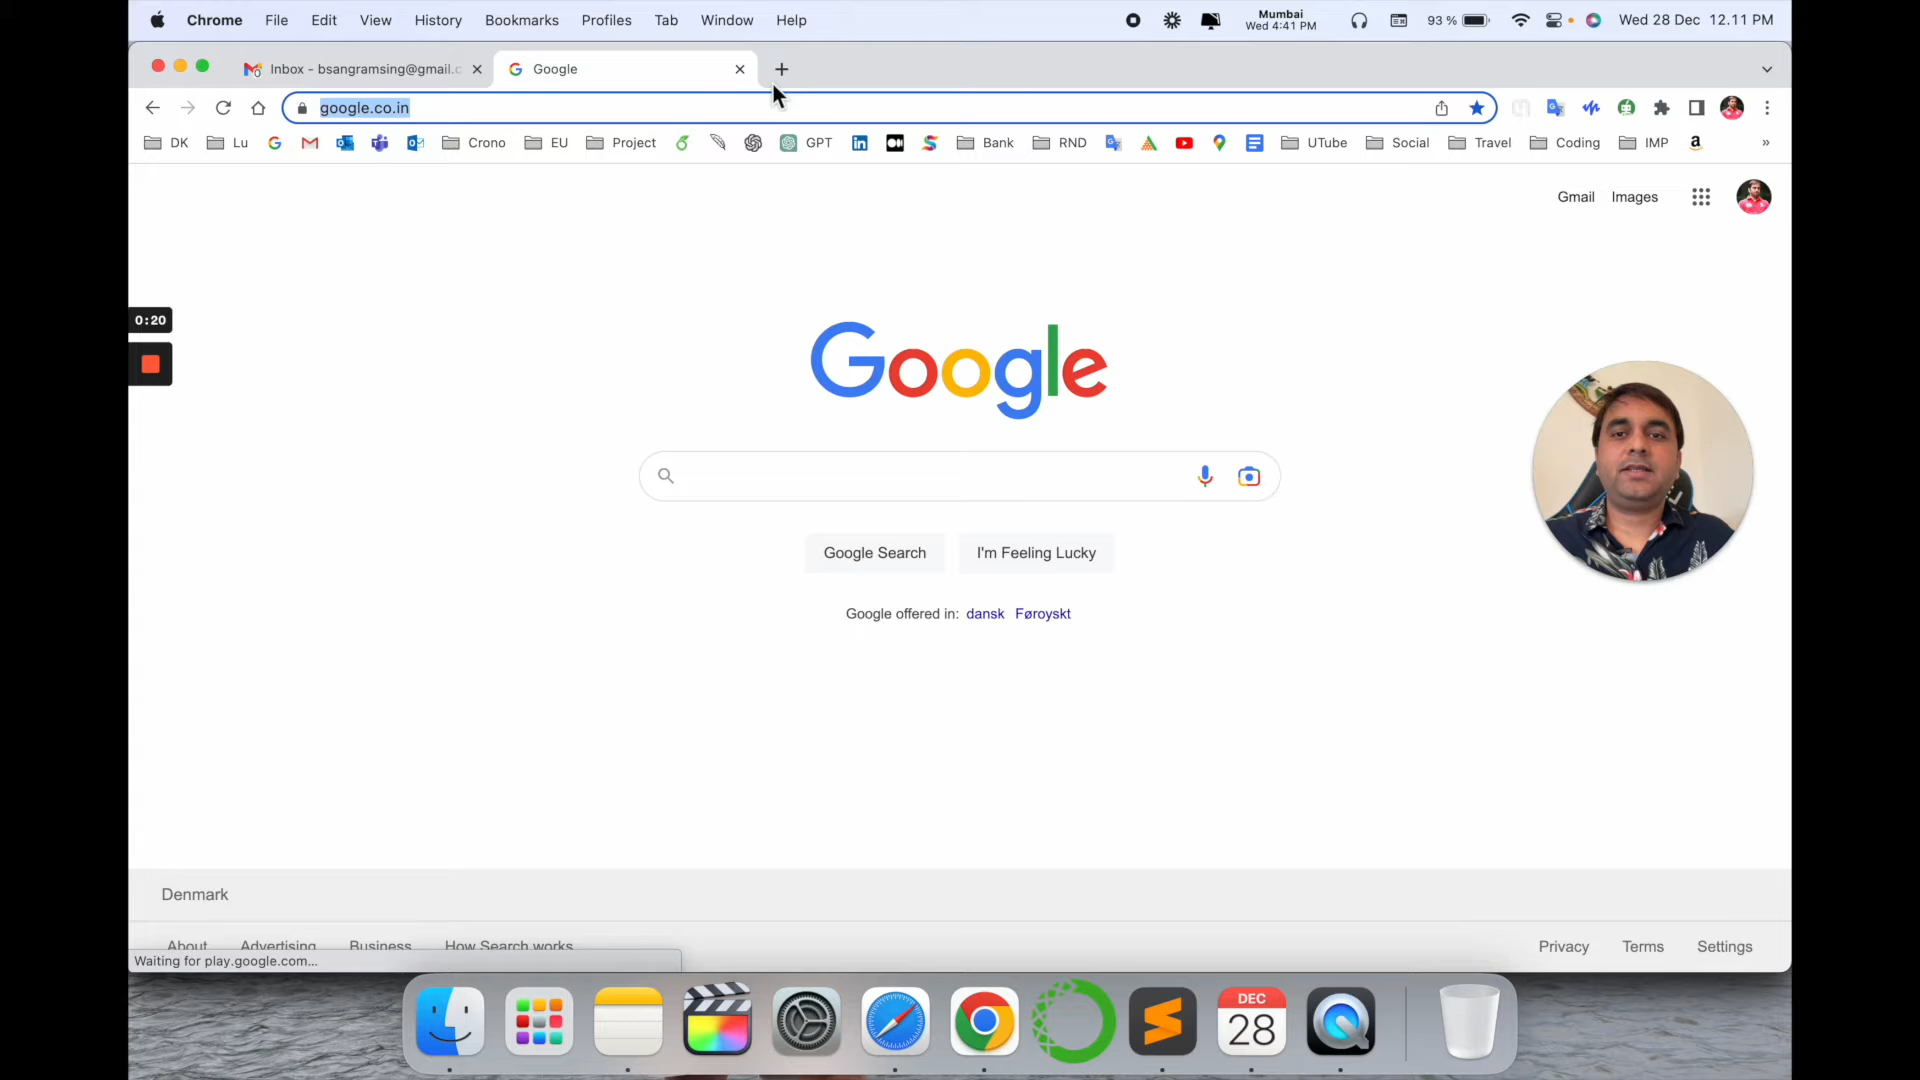 Chrome File Edit View History Bookmarks Profiles Tab Window Help
Mumbai
Wed 4:41 PM
93 %
Wed 28 Dec 12.11 PM
Inbox - bsangramsing@gmail.c
Google
google.co.in
DK Lu Crono EU Project GPT Bank RND UTube Social Travel Coding IMP a »
Gmail Images
0:20
Google
Google Search I'm Feeling Lucky
Google offered in: dansk Føroyskt
Denmark
About Advertising Business How Search works
Privacy Terms Settings
Waiting for play.google.com...
DEC
28